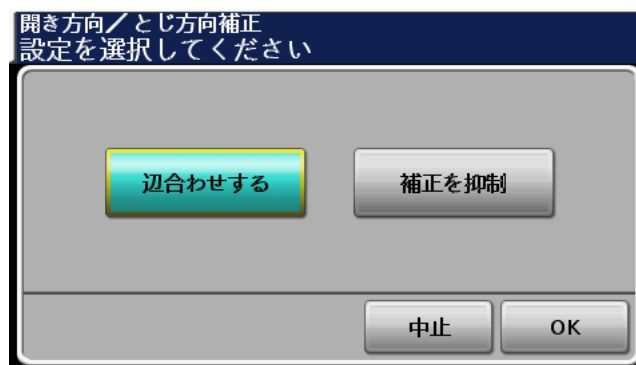 開き方向／とじ方向補正
設定を選択してください
辺合わせする
補正を抑制
中止
OK